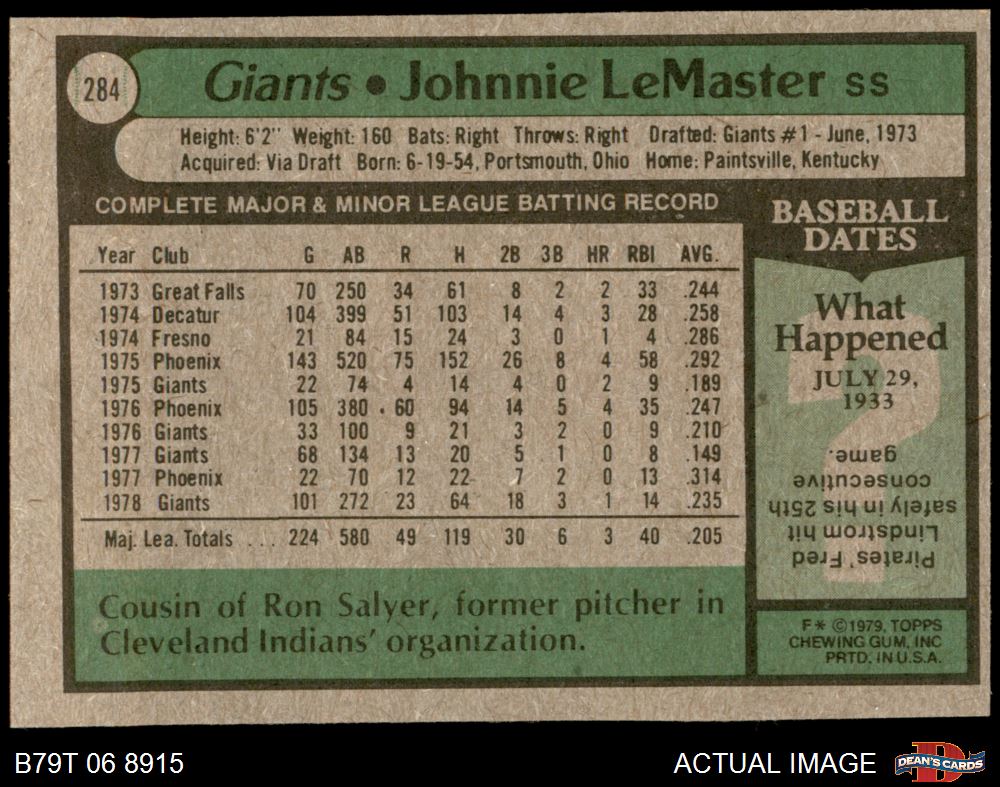 284
Giants • Johnnie LeMaster SS
Height: 6'2" Weight: 160 Bats: Right Throws: Right Drafted: Giants #1 - June, 1973
Acquired: Via Draft Born: 6-19-54, Portsmouth, Ohio Home: Paintsville, Kentucky
COMPLETE MAJOR & MINOR LEAGUE BATTING RECORD
Year Club G AB R H 2B 3B HR RBI AVG.
1973 Great Falls 70 250 34 61 8 2 2 33 .244
1974 Decatur 104 399 51 103 14 4 3 28 .258
1974 Fresno 21 84 15 24 3 0 1 4 .286
1975 Phoenix 143 520 75 152 26 8 4 58 .292
1975 Giants 22 74 4 14 4 0 2 9 .189
1976 Phoenix 105 380 60 94 14 5 4 35 .247
1976 Giants 33 100 9 21 3 2 0 9 .210
1977 Giants 68 134 13 20 5 1 0 8 .149
1977 Phoenix 22 70 12 22 7 2 0 13 .314
1978 Giants 101 272 23 64 18 3 1 14 .235
Maj. Lea. Totals . . . 224 580 49 119 30 6 3 40 .205
Cousin of Ron Salyer, former pitcher in
Cleveland Indians' organization.
BASEBALL
DATES
What
Happened
JULY 29,
1933
Pirates' Fred
Lindstrom hit
safely in his 25th
consecutive
game.
F* ©1979, TOPPS
CHEWING GUM, INC
PRTD. IN U.S.A.
B79T 06 8915
ACTUAL IMAGE
DEAN'S CARDS